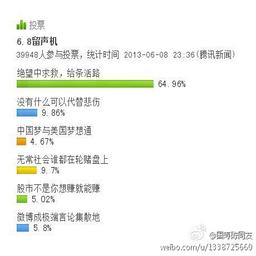 投票
6.8留声机
39948人参与投票，统计时间 2013-06-08 23:36(腾讯新闻)
绝望中求救，给条活路
64.96%
没有什么可以代替悲伤
9.86%
中国梦与美国梦想通
4.67%
无常社会谁都在轮赌盘上
9.7%
股市不是你想赚就能赚
5.02%
微博成极端言论集散地
5.8%
weibo.com/u/1338725660